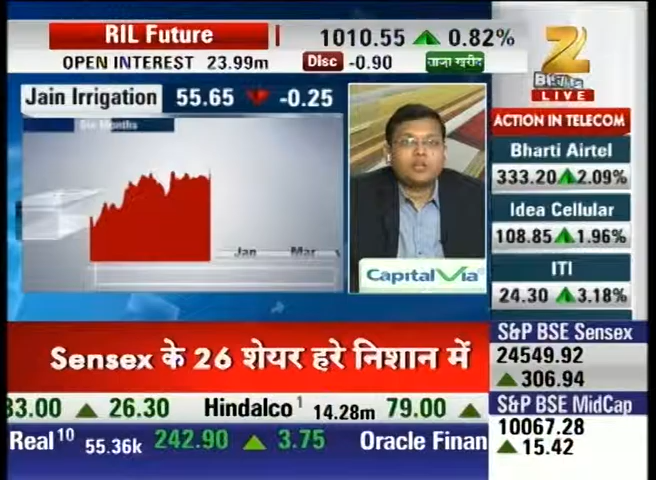 RIL Future 1010.55 0.82%
OPEN INTEREST 23.99m Disc -0.90 ताजा खरीद
Z
LIVE
Jain Irrigation 55.65 -0.25
Six Months
Jan Mar
CapitalVia
ACTION IN TELECOM
Bharti Airtel
333.20 2.09%
Idea Cellular
108.85 1.96%
ITI
24.30 3.18%
Sensex के 26 शेयर हरे निशान में
S&P BSE Sensex
24549.92
306.94
S&P BSE MidCap
10067.28
15.42
33.00 26.30 Hindalco 1 14.28m 79.00
Real 10 55.36k 242.90 3.75 Oracle Finan